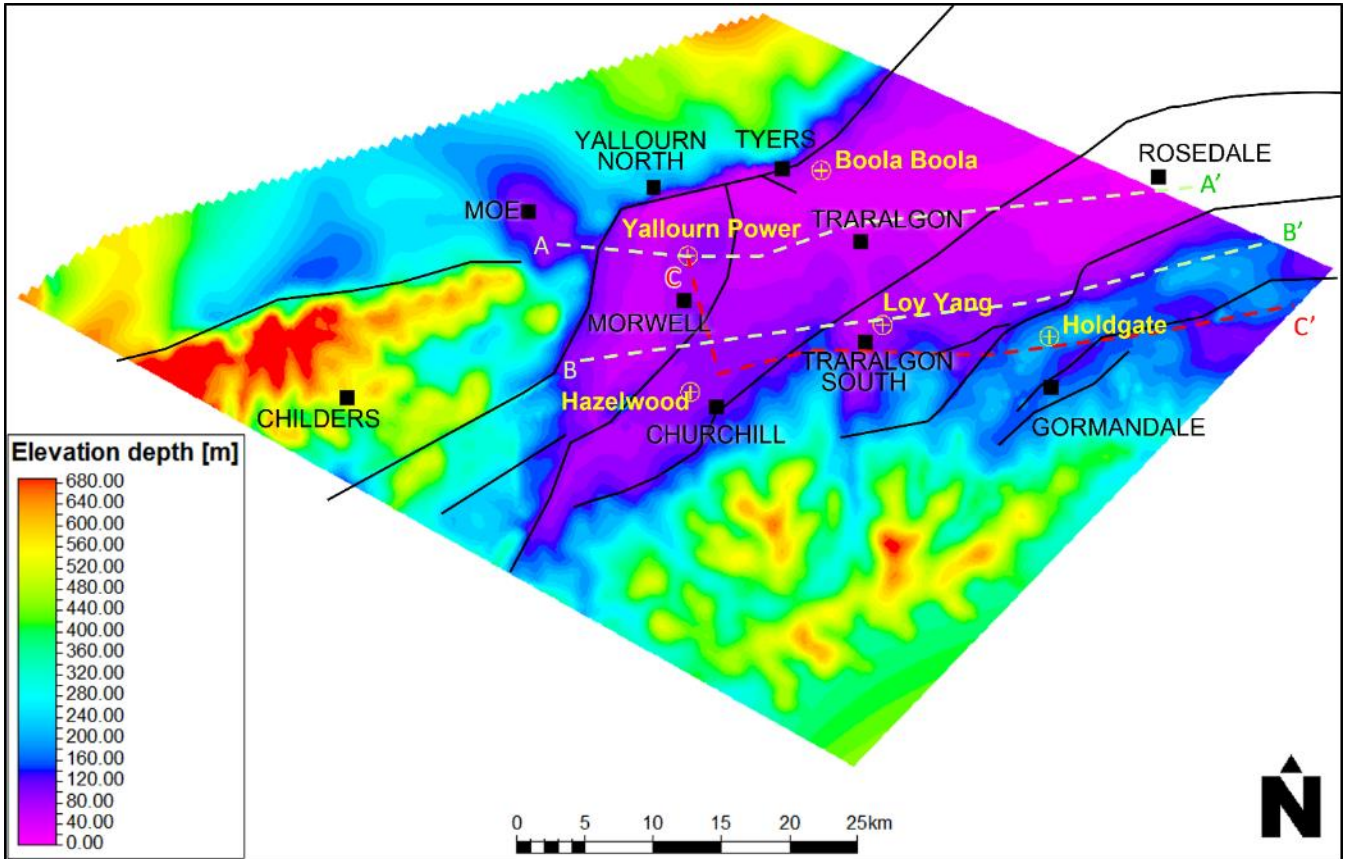 YALLOURN
NORTH
TYERS
Boola Boola
ROSEDALE
A'
MOE
A
Yallourn Power
TRARALGON
B'
C
MORWELL
Loy Yang
Holdgate
C'
B
TRARALGON
SOUTH
Hazelwood
CHURCHILL
CHILDERS
GORMANDALE
Elevation depth [m]
680.00
640.00
600.00
560.00
520.00
480.00
440.00
400.00
360.00
320.00
280.00
240.00
200.00
160.00
120.00
80.00
40.00
0.00
0 5 10 15 20 25km
N